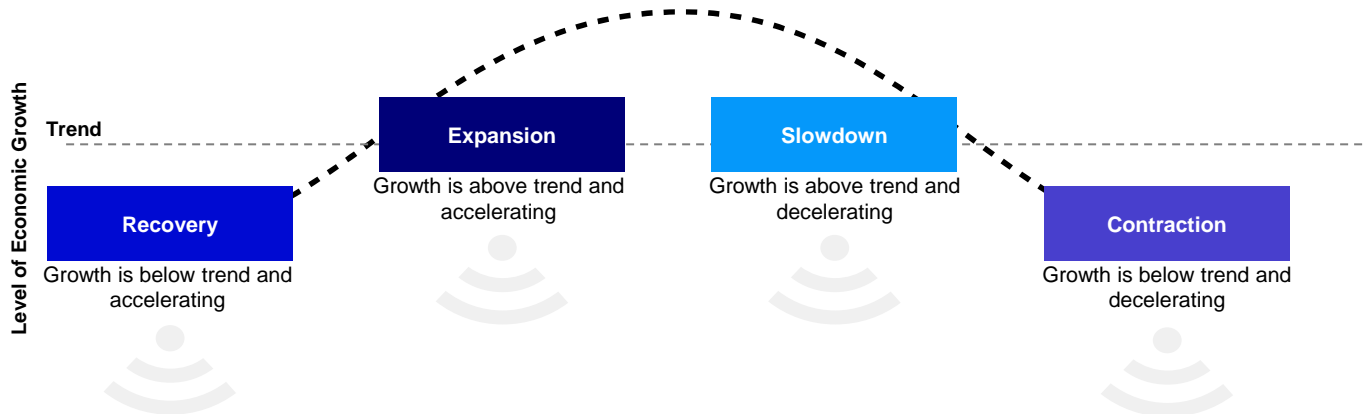 Level of Economic Growth
Trend
Recovery
Growth is below trend and
accelerating
Expansion
Growth is above trend and
accelerating
Slowdown
Growth is above trend and
decelerating
Contraction
Growth is below trend and
decelerating